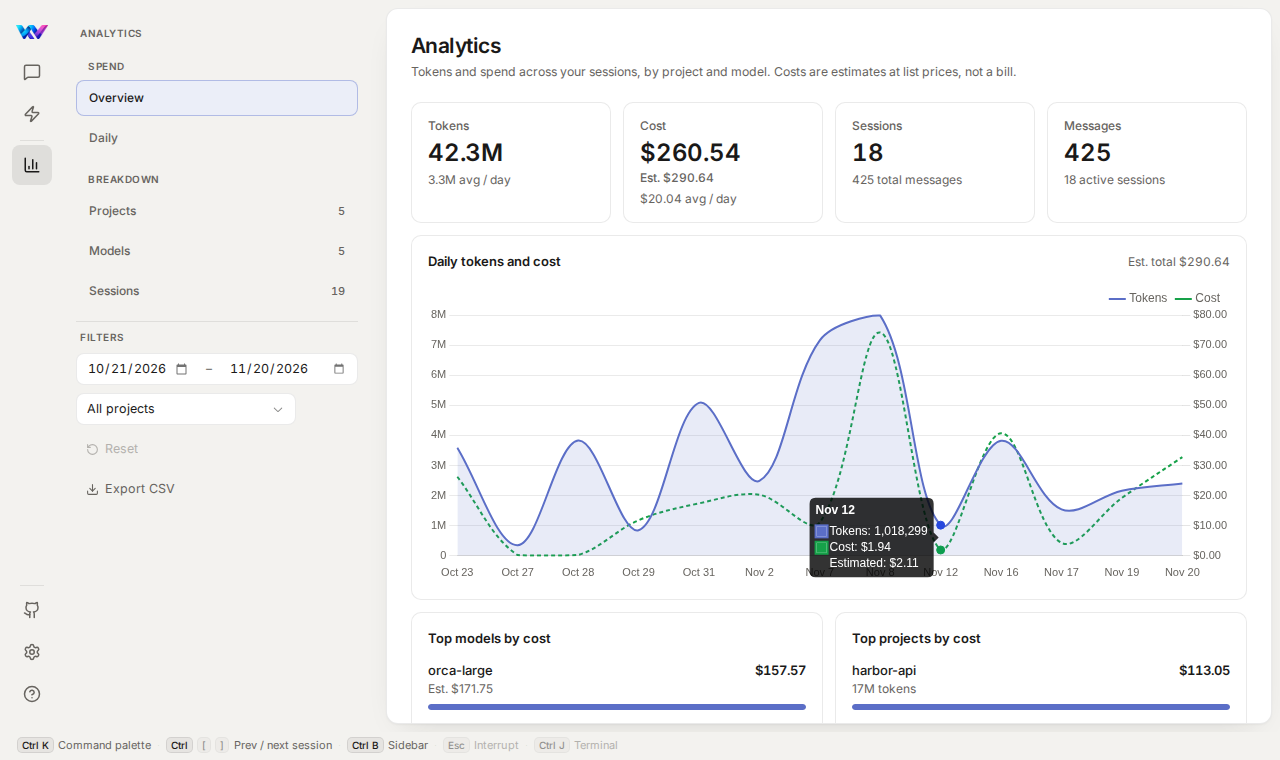 ANALYTICS
SPEND
Overview
Daily
BREAKDOWN
Projects 5
Models 5
Sessions 19
FILTERS
10/21/2026 – 11/20/2026
All projects
Reset
Export CSV
Analytics
Tokens and spend across your sessions, by project and model. Costs are estimates at list prices, not a bill.
Tokens
42.3M
3.3M avg / day
Cost
$260.54
Est. $290.64
$20.04 avg / day
Sessions
18
425 total messages
Messages
425
18 active sessions
Daily tokens and cost
Est. total $290.64
Tokens Cost
8M $80.00
7M $70.00
6M $60.00
5M $50.00
4M $40.00
3M $30.00
2M $20.00
1M $10.00
0 $0.00
Nov 12
Tokens: 1,018,299
Cost: $1.94
Estimated: $2.11
Oct 23 Oct 27 Oct 28 Oct 29 Oct 31 Nov 2 Nov 7 Nov 8 Nov 12 Nov 16 Nov 17 Nov 19 Nov 20
Top models by cost
orca-large $157.57
Est. $171.75
Top projects by cost
harbor-api $113.05
17M tokens
Ctrl K Command palette Ctrl [ ] Prev / next session Ctrl B Sidebar Esc Interrupt Ctrl J Terminal